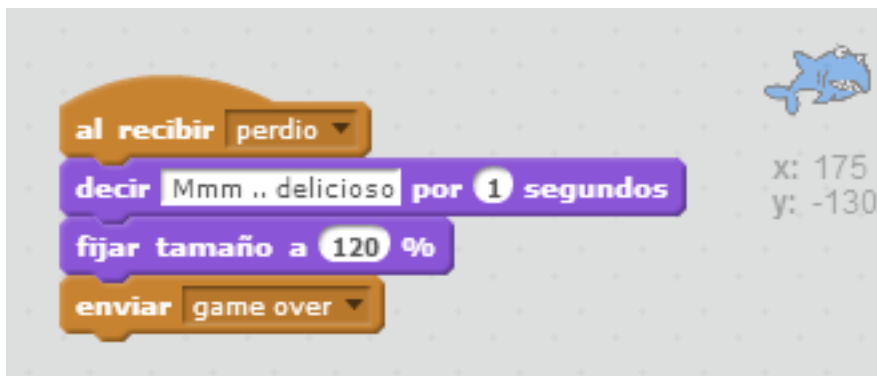 al recibir perdio
decir Mmm .. delicioso por 1 segundos
fijar tamaño a 120 %
enviar game over
x: 175
y: -130